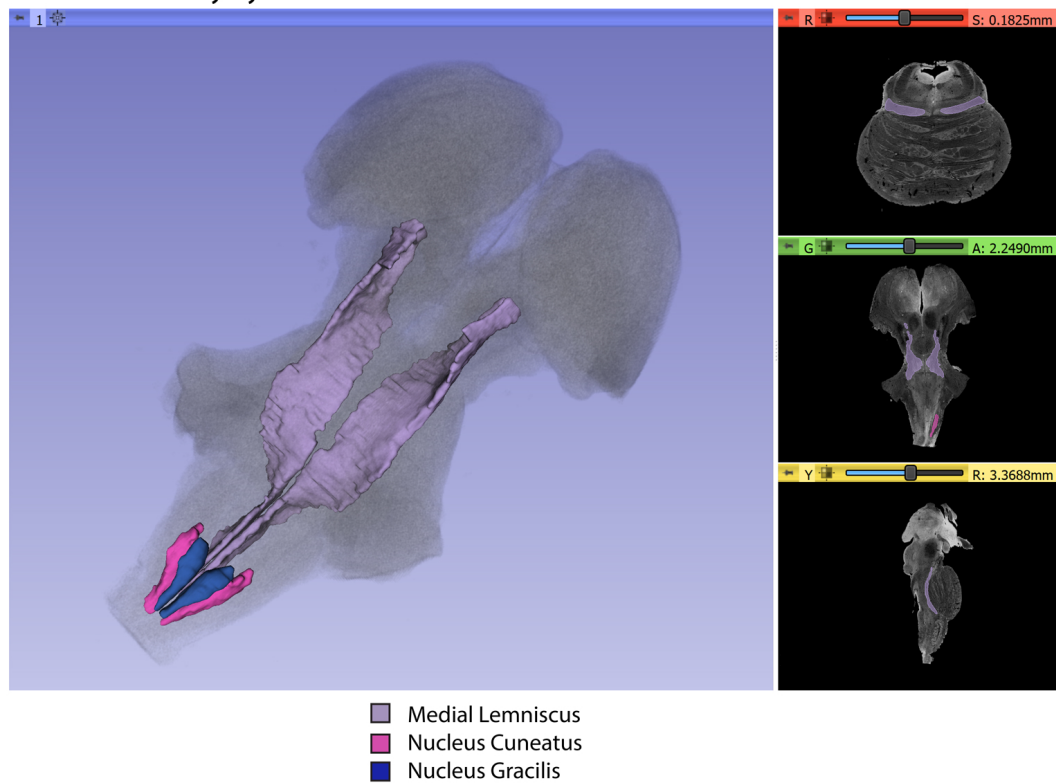 1
R
S: 0.1825mm
G
A: 2.2490mm
Y
R: 3.3688mm
Medial Lemniscus
Nucleus Cuneatus
Nucleus Gracilis